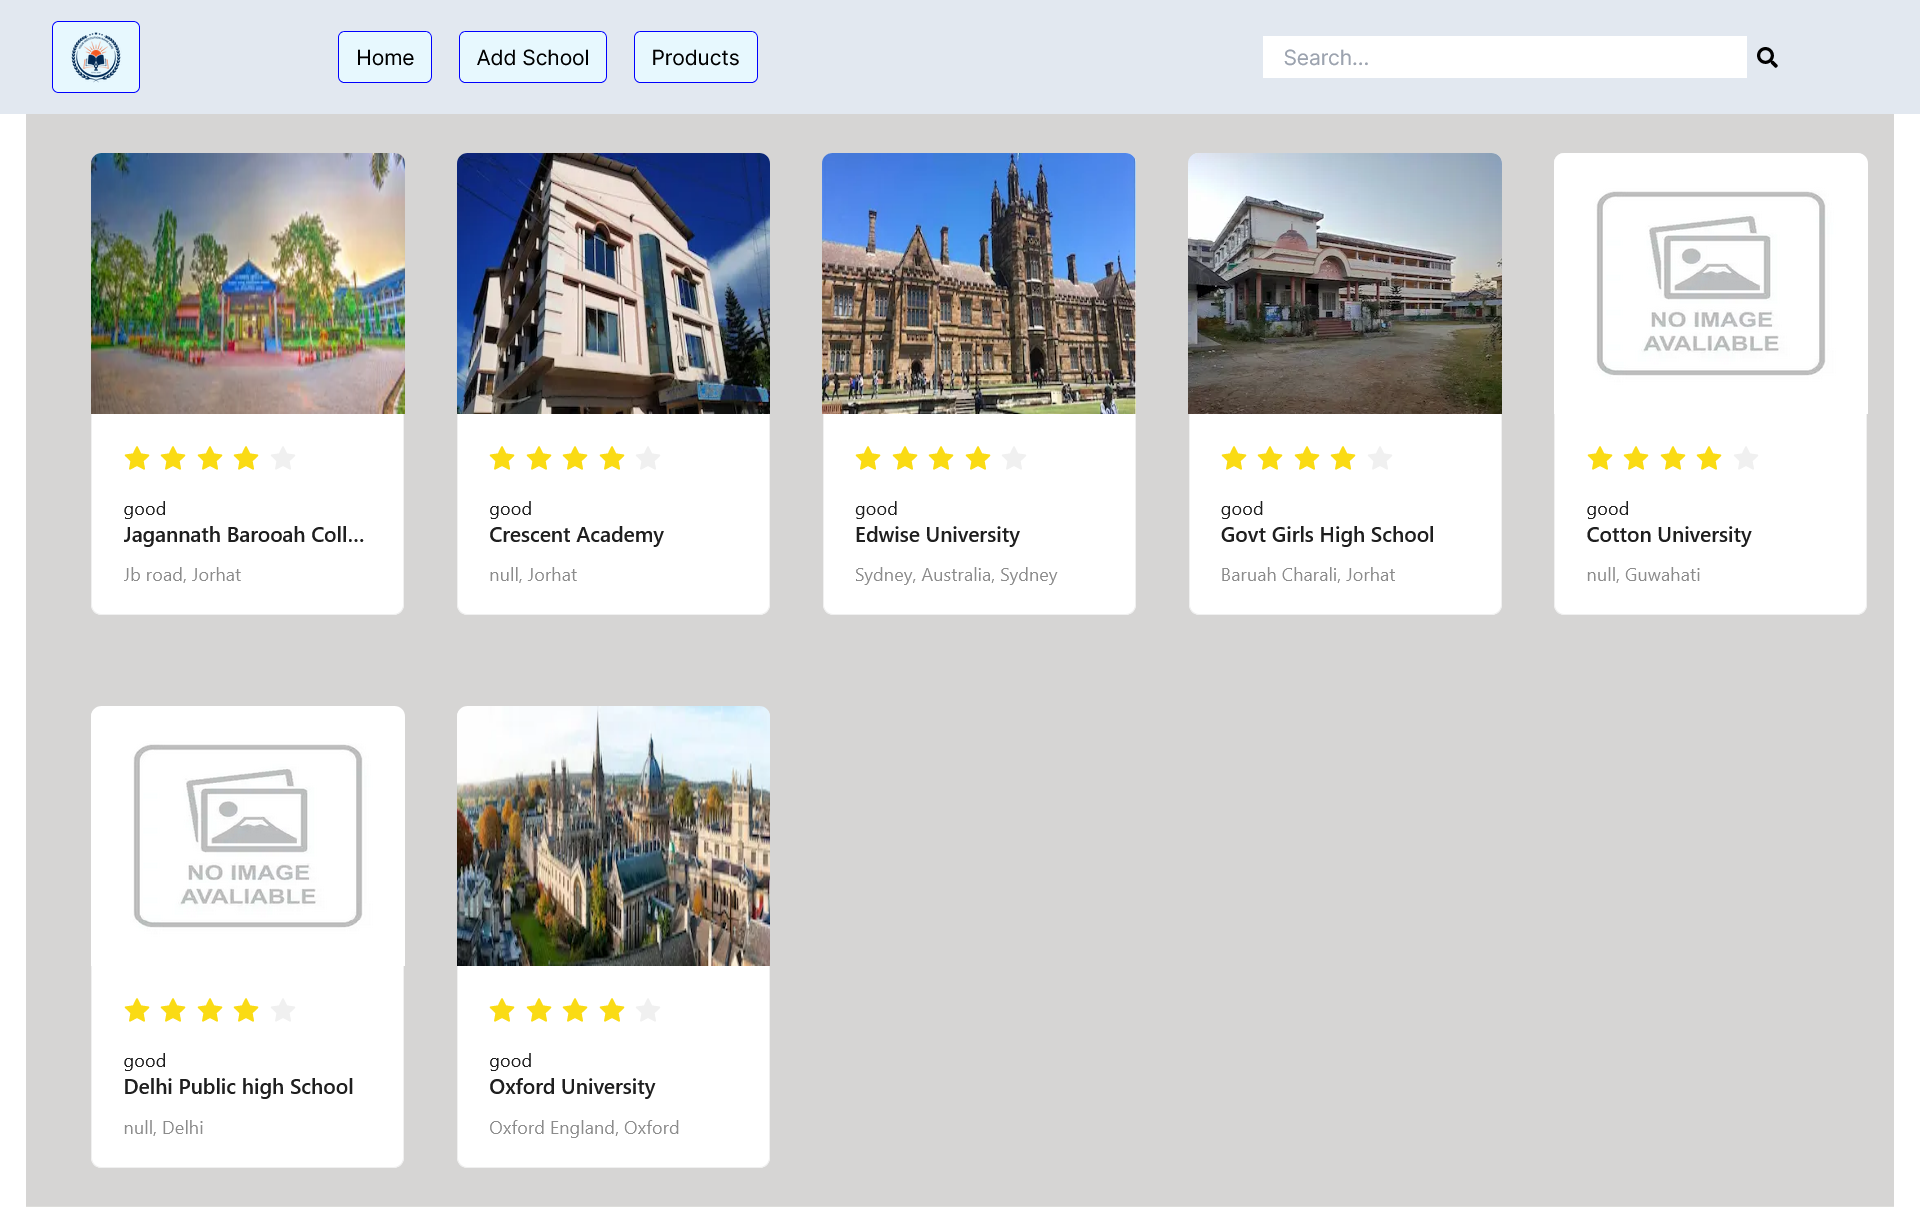 Home
Add School
Products
Search...
good
Jagannath Barooah Coll...
Jb road, Jorhat
good
Crescent Academy
null, Jorhat
good
Edwise University
Sydney, Australia, Sydney
good
Govt Girls High School
Baruah Charali, Jorhat
NO IMAGE
AVALIABLE
good
Cotton University
null, Guwahati
NO IMAGE
AVALIABLE
good
Delhi Public high School
null, Delhi
good
Oxford University
Oxford England, Oxford